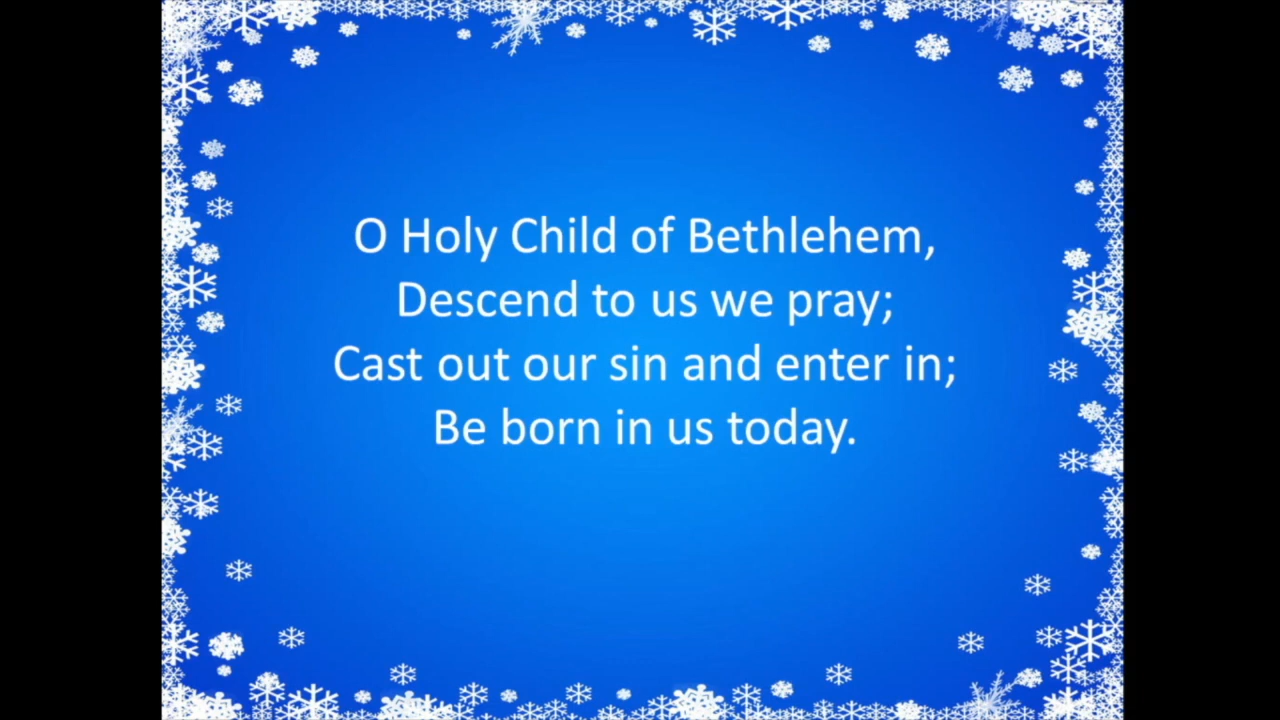 O Holy Child of Bethlehem,
Descend to us we pray;
Cast out our sin and enter in;
Be born in us today.